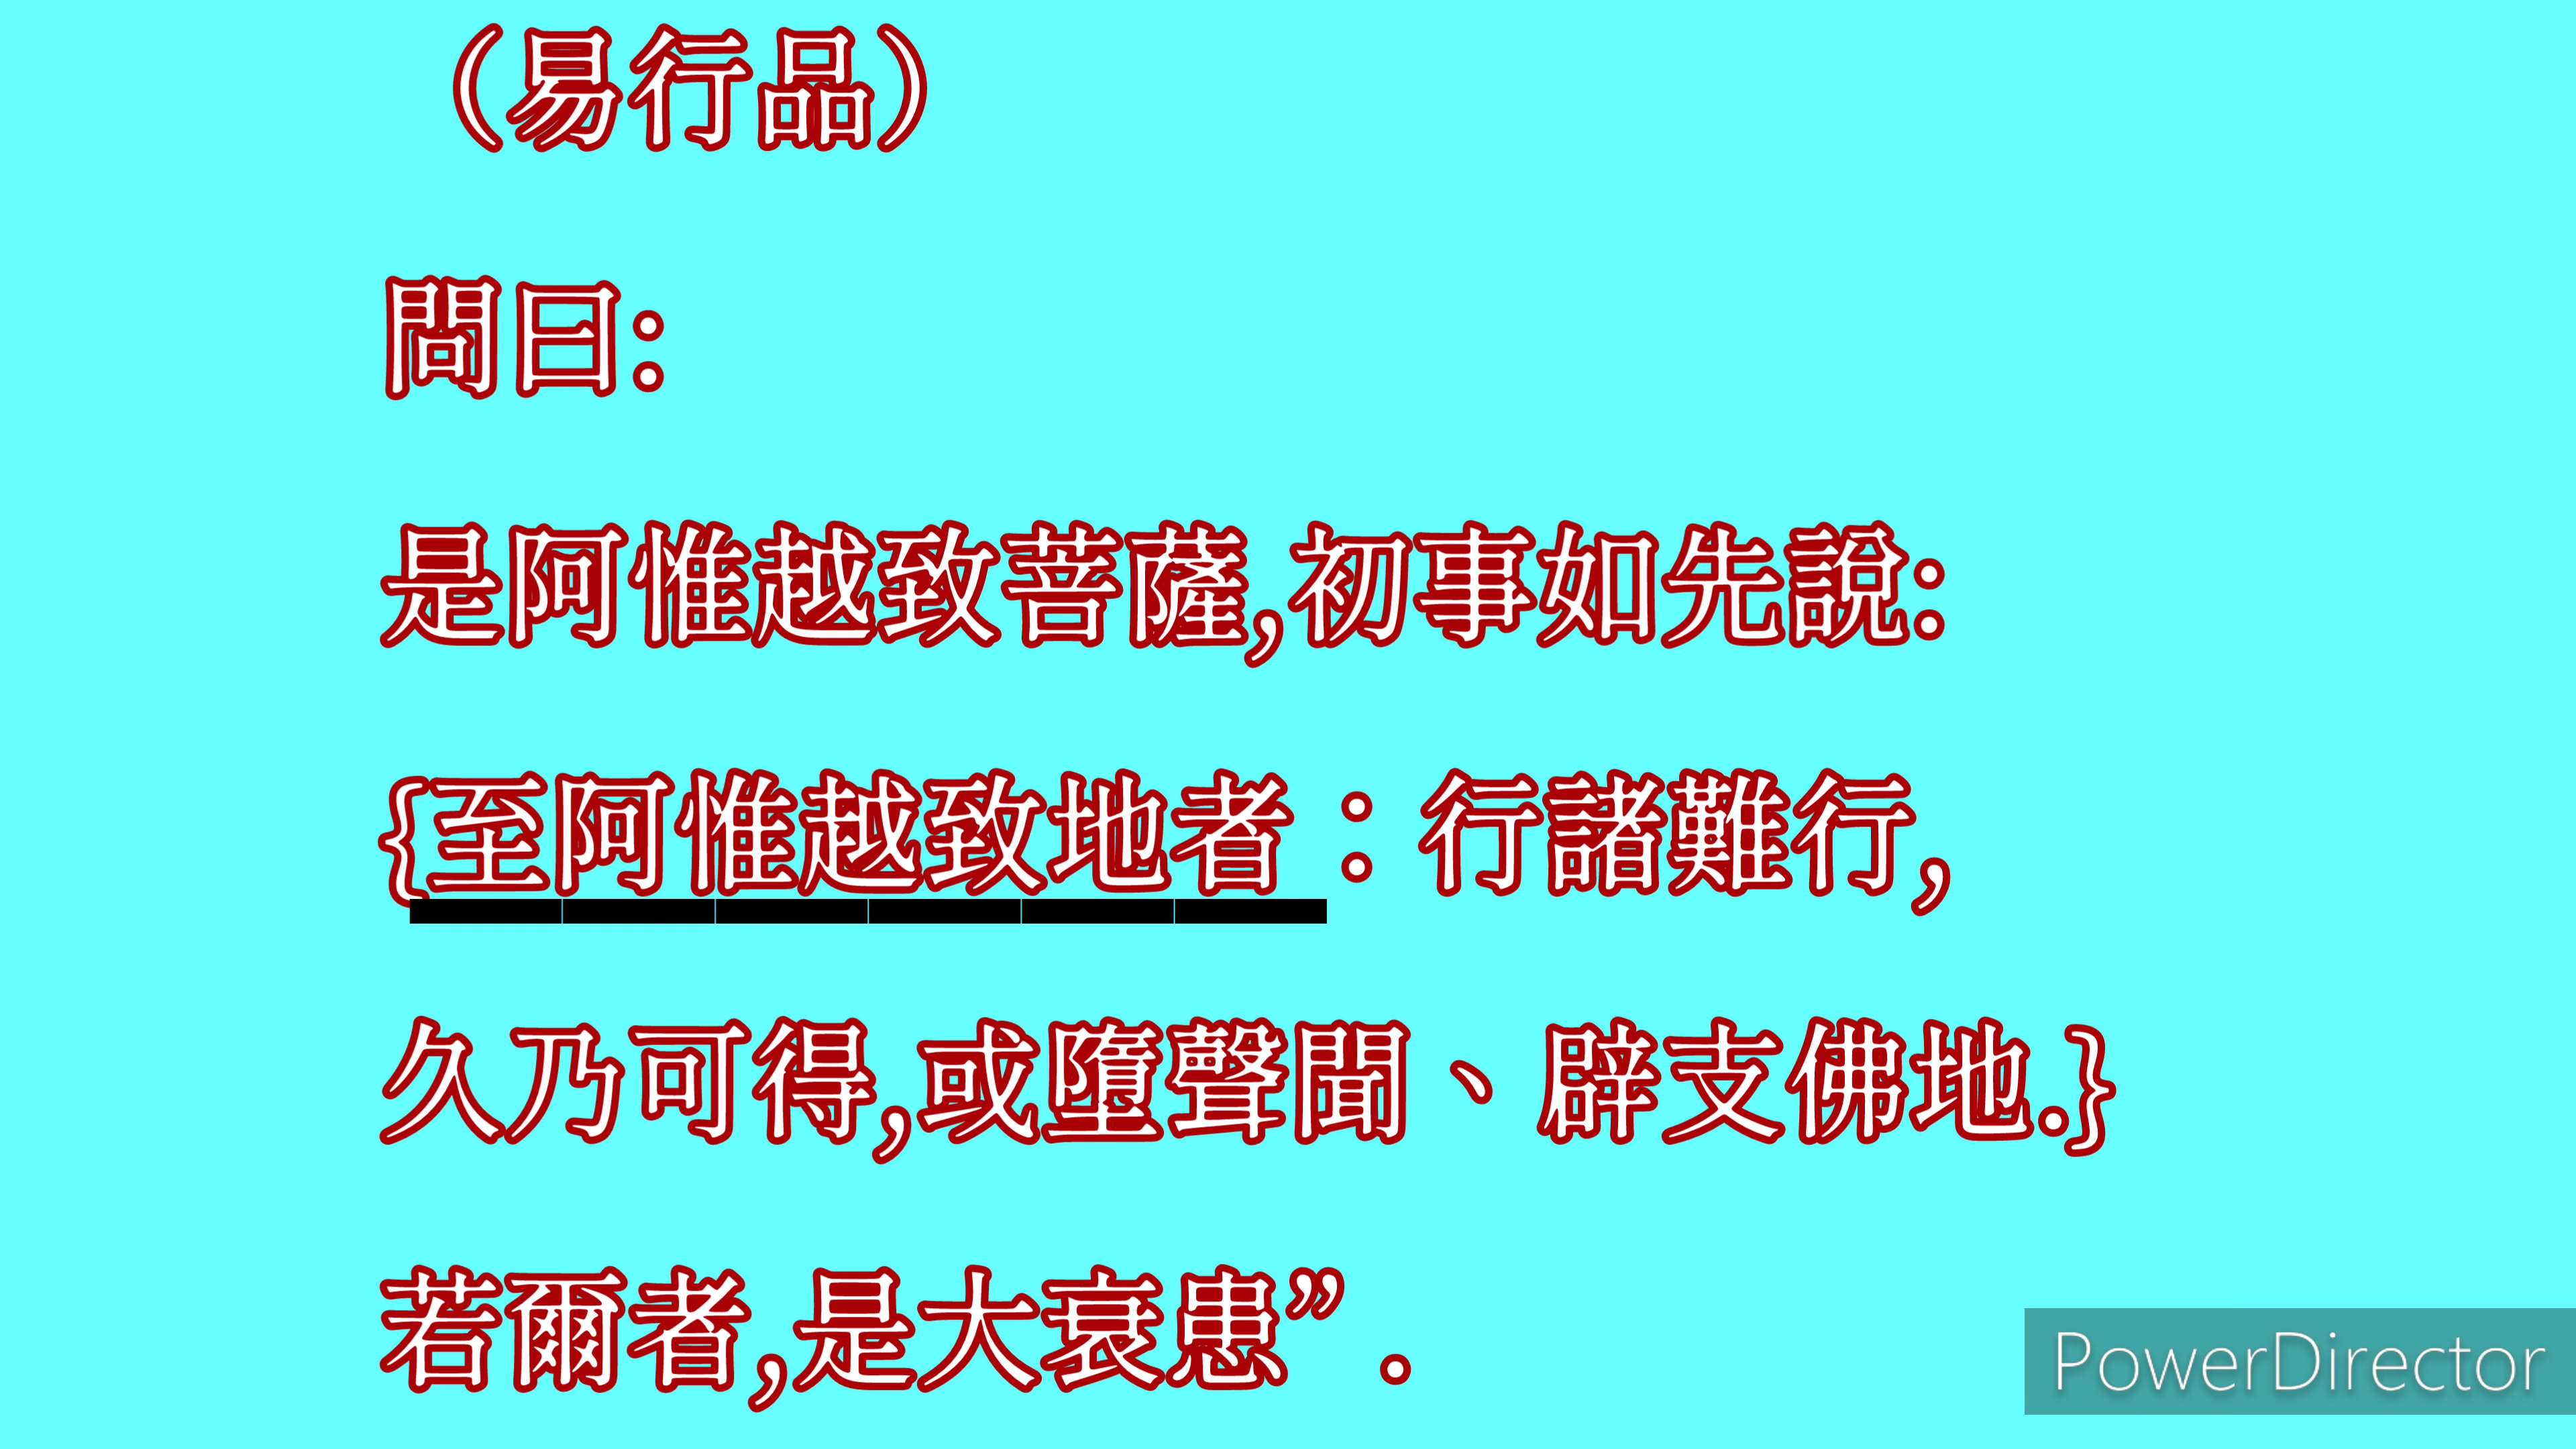 （易行品）
問曰:
是阿惟越致菩薩,初事如先說:
{至阿惟越致地者：行諸難行,
久乃可得,或墮聲聞、辟支佛地.}
若爾者,是大衰患” .
PowerDirector